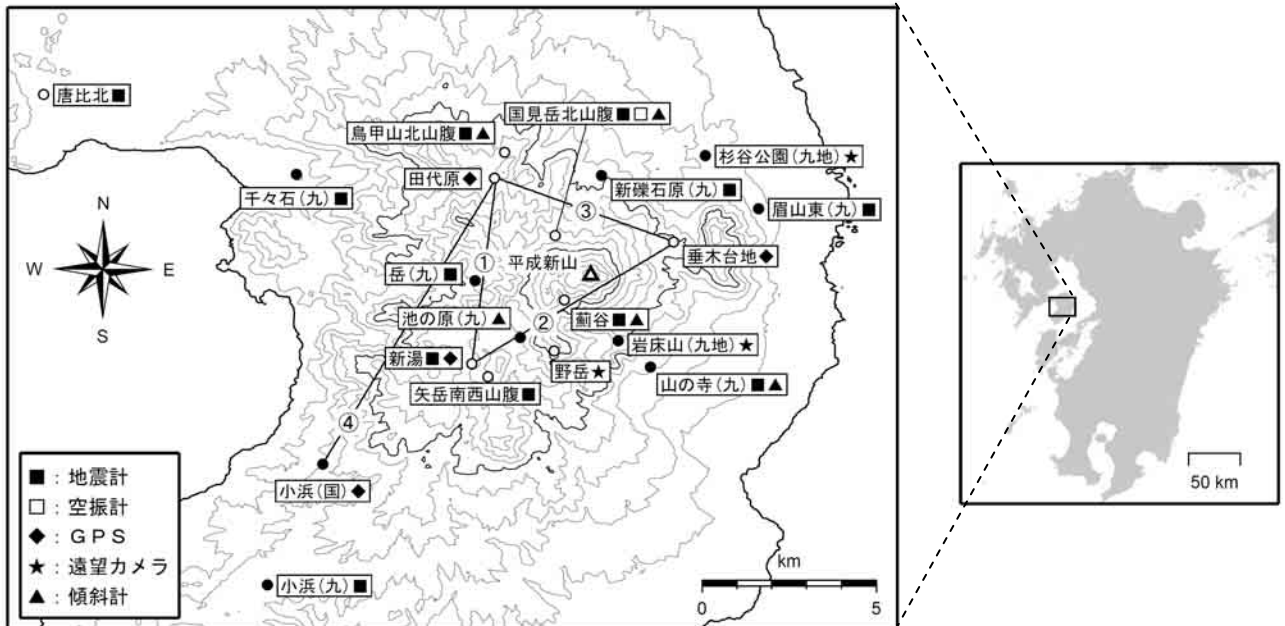 唐比北■
国見岳北山腹■□▲
鳥甲山北山腹■▲
杉谷公園(九地)★
田代原◆
千々石(九)■
新礫石原(九)■
眉山東(九)■
③
N
W E
S
①
平成新山
垂木台地◆
岳(九)■
池の原(九)▲
②
薊谷■▲
岩床山(九地)★
新湯■◆
野岳★
山の寺(九)■▲
矢岳南西山腹■
④
小浜(国)◆
■:地震計
□:空振計
◆:GPS
★:遠望カメラ
▲:傾斜計
小浜(九)■
km
0 5
50 km